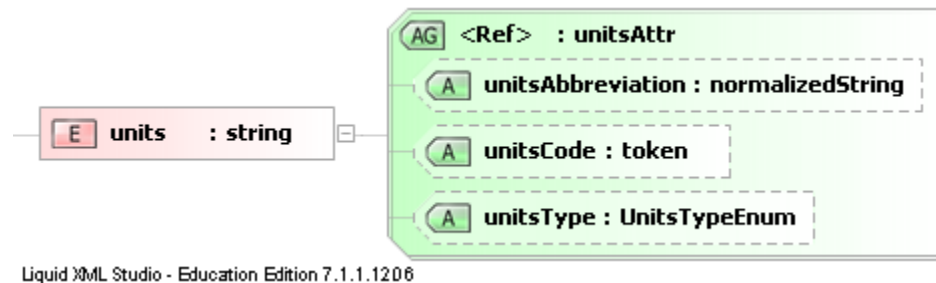 AG <Ref> : unitsAttr
A unitsAbbreviation : normalizedString
E units : string
A unitsCode : token
A unitsType : UnitsTypeEnum
Liquid XML Studio - Education Edition 7.1.1.1206